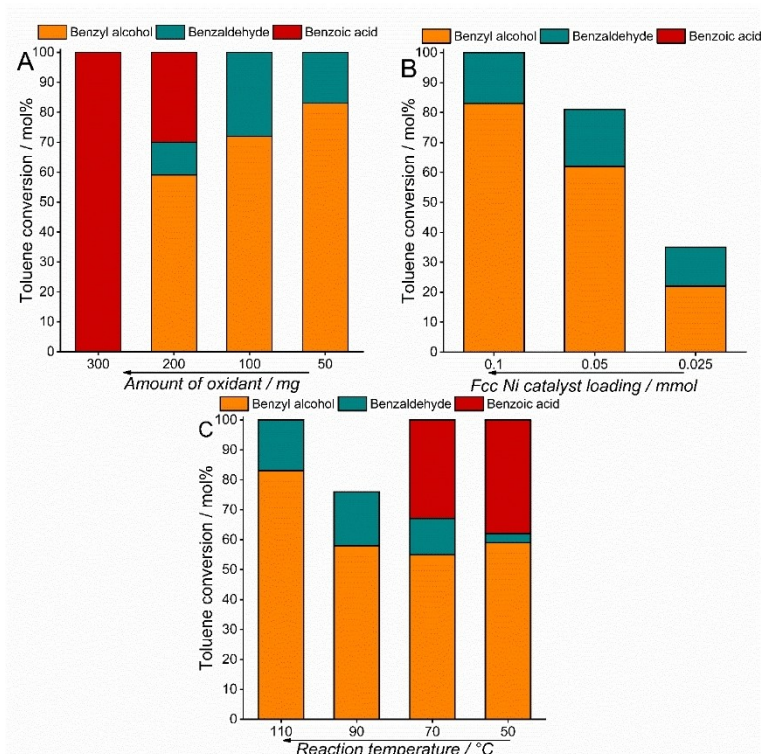 Benzyl alcohol Benzaldehyde Benzoic acid
A
Toluene conversion / mol%
100
90
80
70
60
50
40
30
20
10
0
300 200 100 50
Amount of oxidant / mg
Benzyl alcohol Benzaldehyde Benzoic acid
B
Toluene conversion / mol%
100
90
80
70
60
50
40
30
20
10
0
0.1 0.05 0.025
Fcc Ni catalyst loading / mmol
Benzyl alcohol Benzaldehyde Benzoic acid
C
Toluene conversion / mol%
100
90
80
70
60
50
40
30
20
10
0
110 90 70 50
Reaction temperature / °C